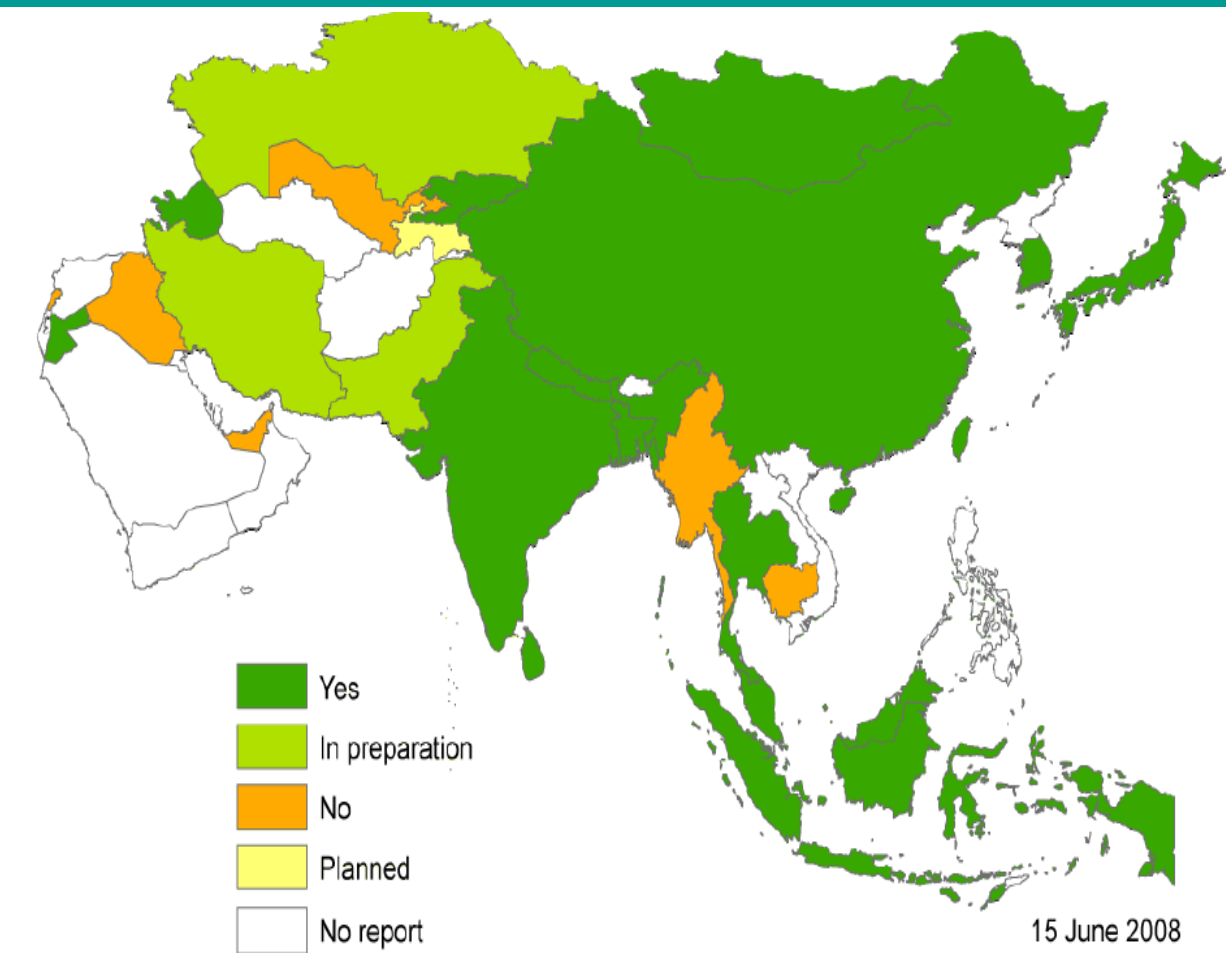 Yes
In preparation
No
Planned
No report
15 June 2008